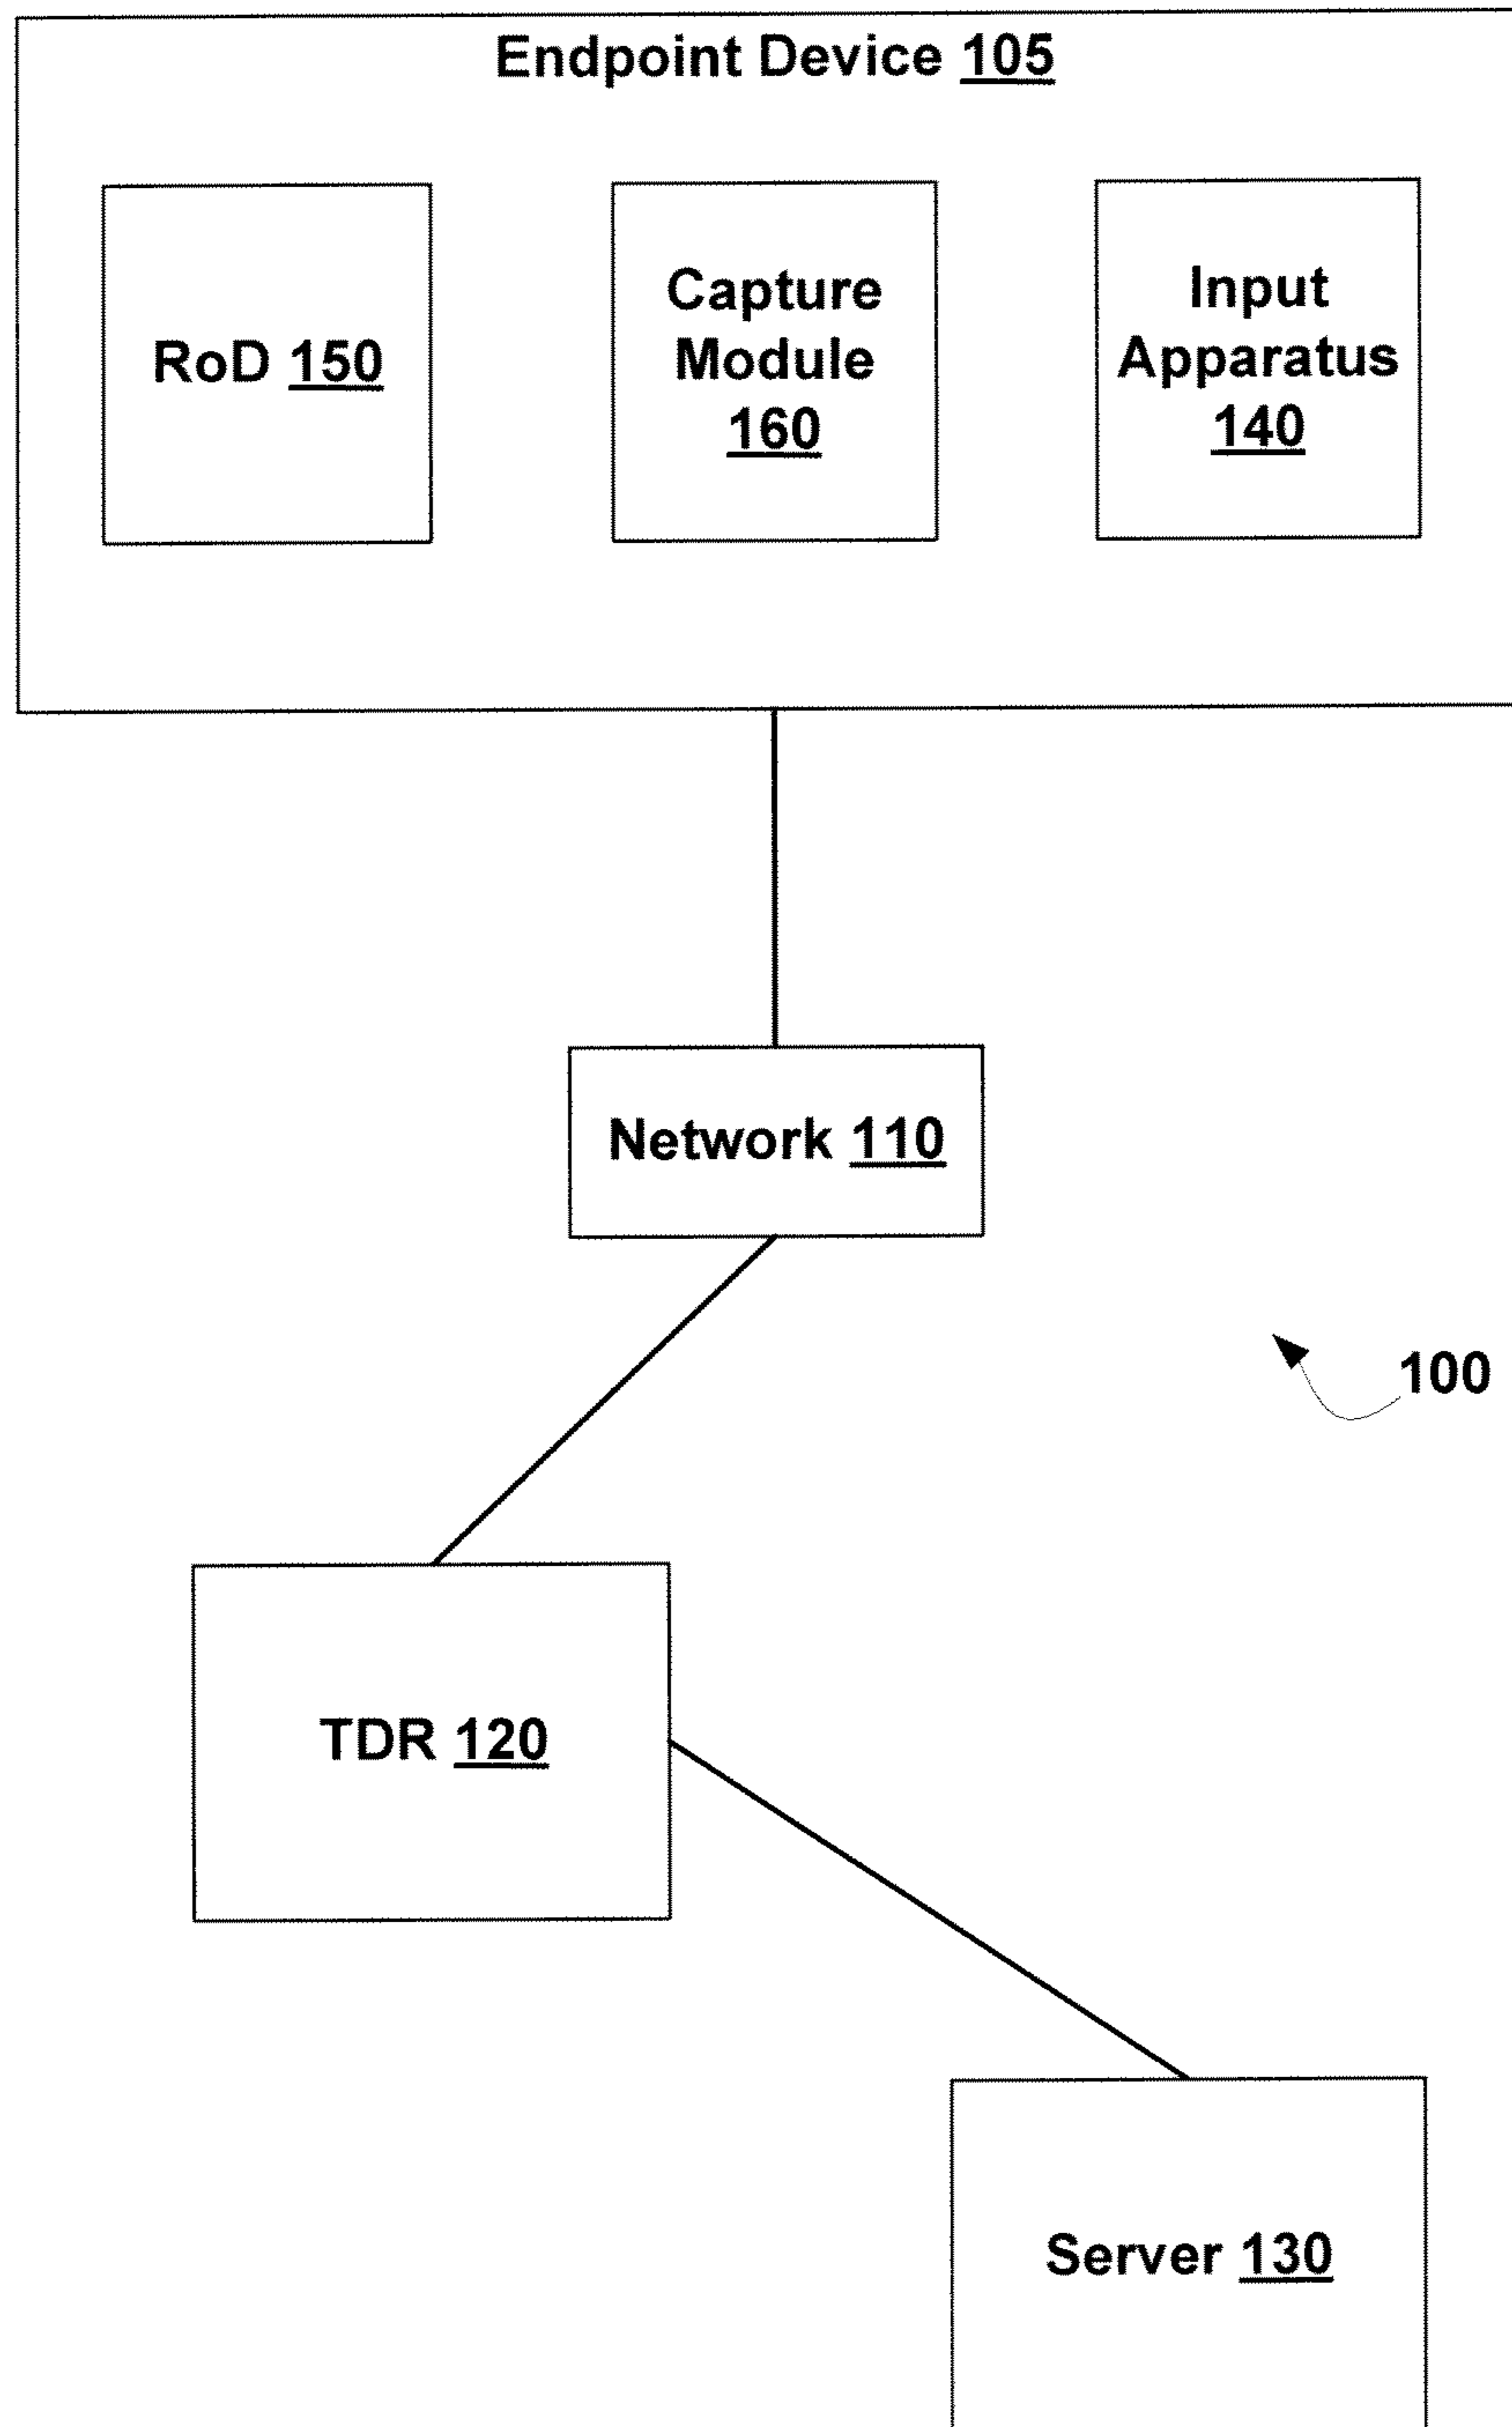 Endpoint Device 105
RoD 150
Capture
Module
160
Input
Apparatus
140
Network 110
100
TDR 120
Server 130